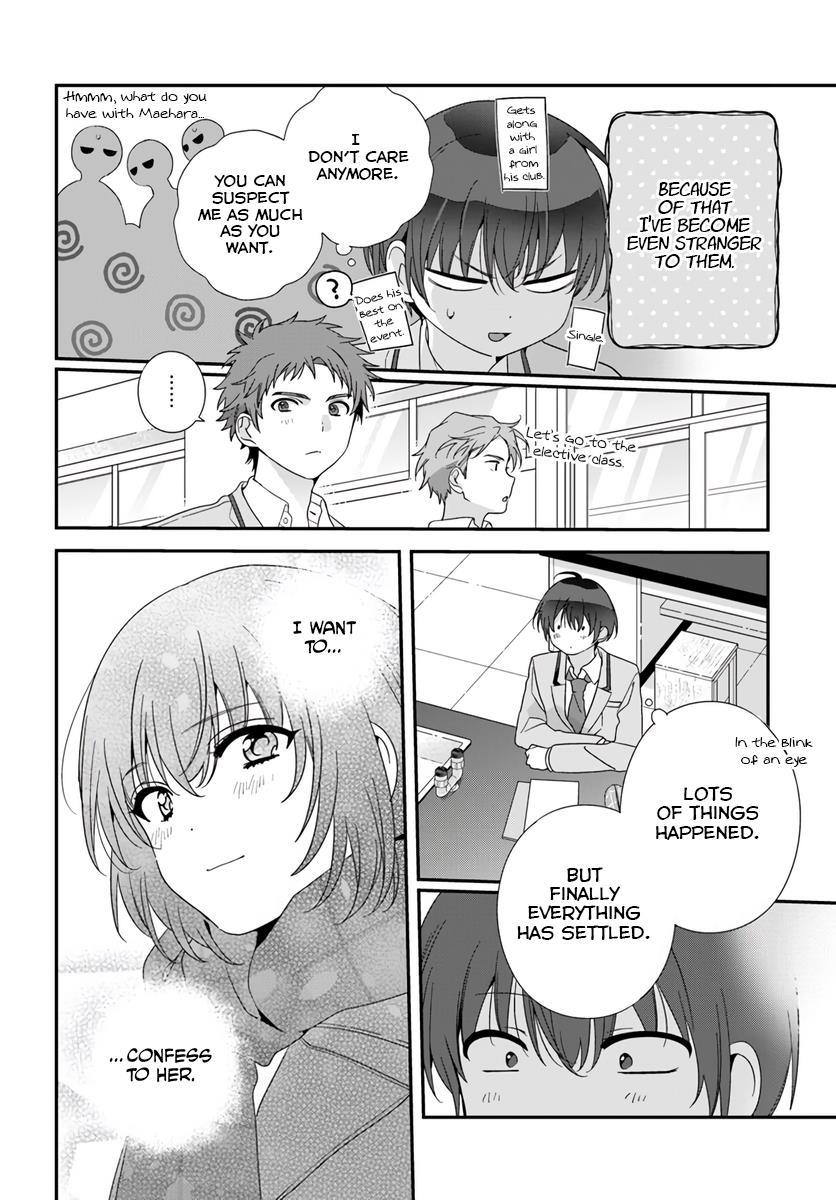 BECAUSE
OF THAT
I'VE BECOME
EVEN STRANGER
TO THEM.
Gets
along
with
a girl
from
his club.
Single.
Does his
best on
the
event.
?
I
DON'T CARE
ANYMORE.
YOU CAN
SUSPECT
ME AS MUCH
AS YOU
WANT.
Hmmm, what do you
have with Maehara...
Let's go to the
elective class.
......
In the blink
of an eye
LOTS
OF THINGS
HAPPENED.
BUT
FINALLY
EVERYTHING
HAS SETTLED.
I WANT
TO...
...CONFESS
TO HER.